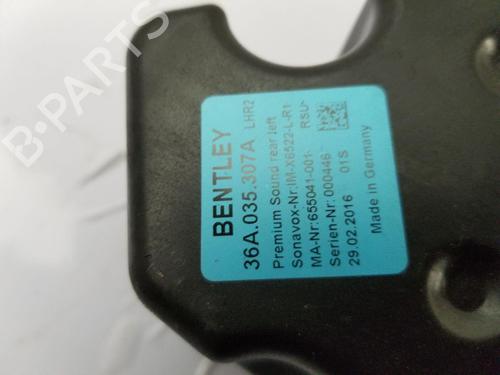 BENTLEY
36A.035.307A LHR2
Premium Sound rear left
Sonavox-Nr:IM-X6522-L-R1
MA-Nr:655041-001 RSU
Serien-Nr:000446 01S
29.02.2016 Made in Germany
B-PARTS